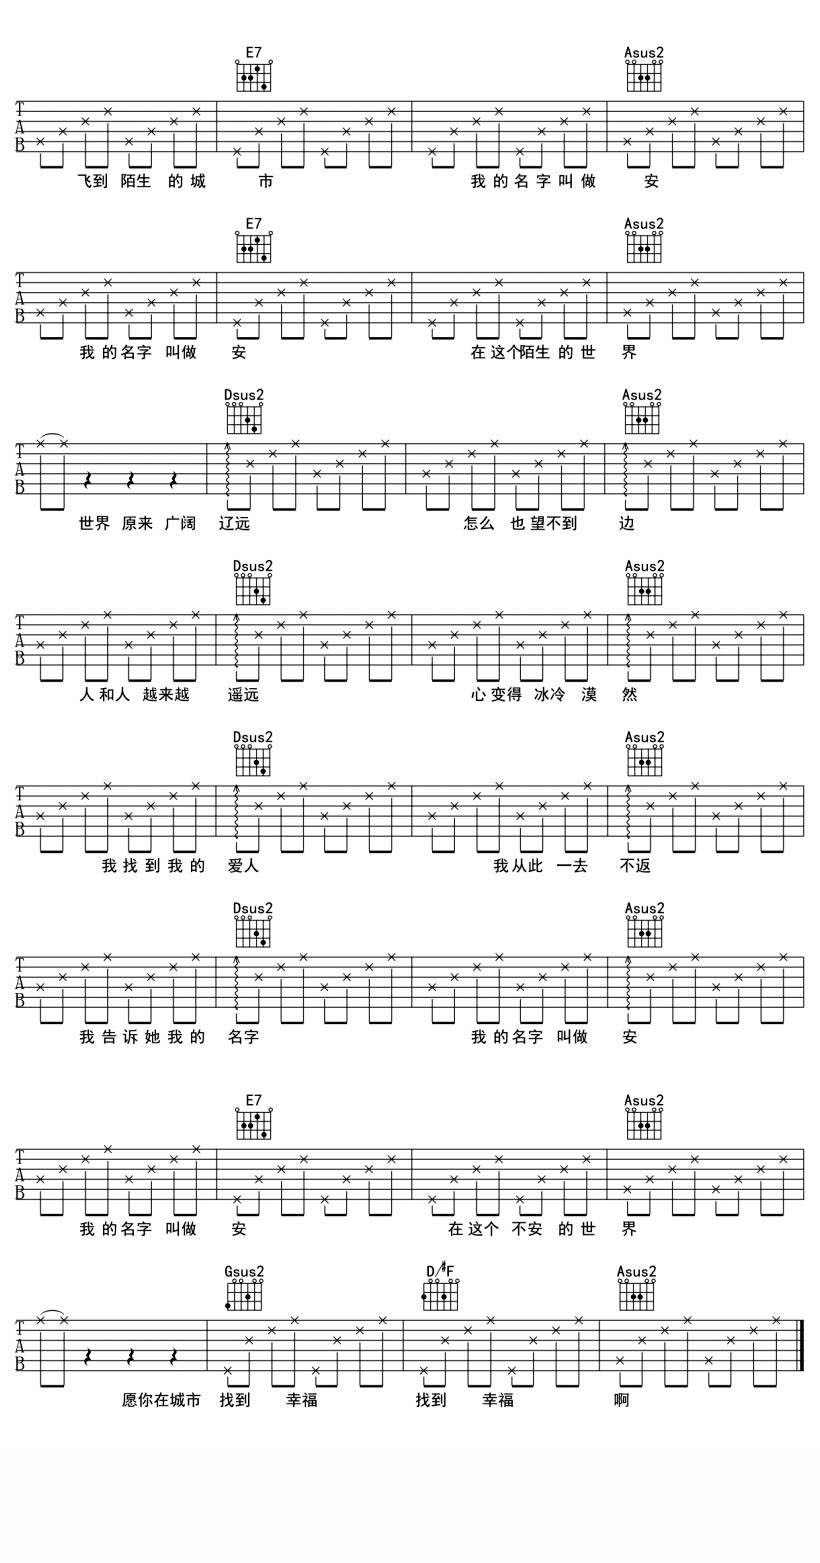 E7 Asus2
T
A
B
飞到 陌生 的 城 市 我 的 名 字 叫 做 安
E7 Asus2
T
A
B
我 的 名字 叫做 安 在 这个陌生 的 世 界
Dsus2 Asus2
T
A
B
世界 原来 广阔 辽远 怎么 也 望不到 边
Dsus2 Asus2
T
A
B
人 和人 越来越 遥远 心 变得 冰冷 漠 然
Dsus2 Asus2
T
A
B
我 找 到 我 的 爱人 我 从此 一去 不返
Dsus2 Asus2
T
A
B
我 告 诉 她 我 的 名字 我 的 名字 叫做 安
E7 Asus2
T
A
B
我 的 名字 叫做 安 在 这个 不安 的 世 界
Gsus2 D/#F Asus2
T
A
B
愿你在城市 找到 幸福 找到 幸福 啊